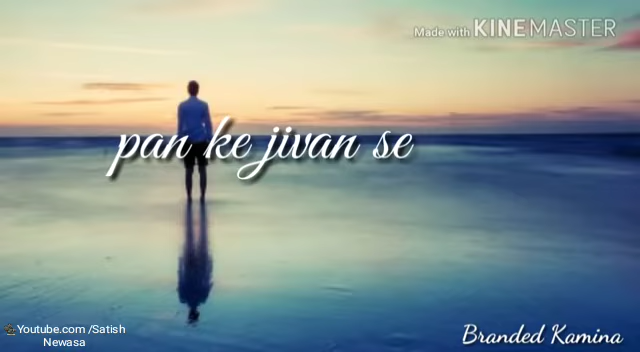 Made with KINEMASTER
pan ke jivan se
Youtube.com /Satish
Newasa
Branded Kamina